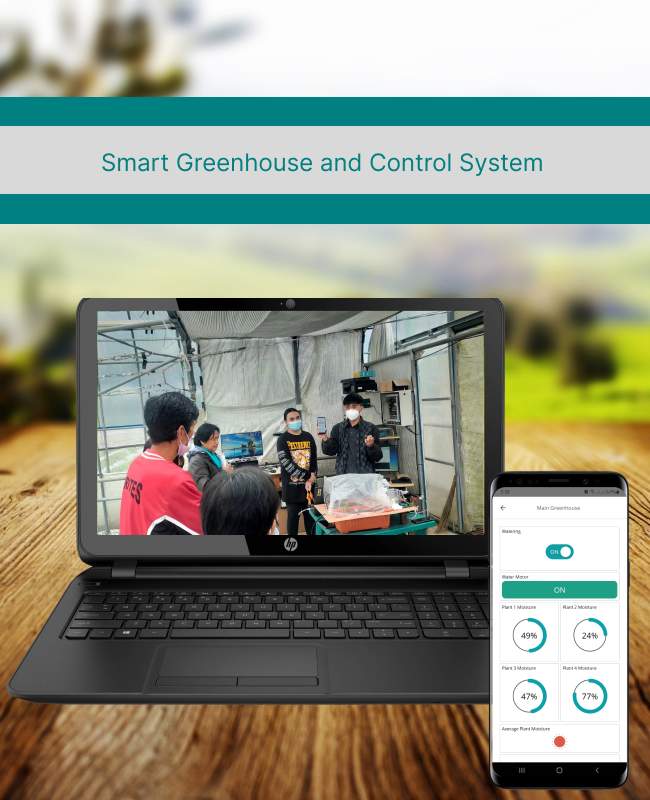 Smart Greenhouse and Control System
hp
Main Greenhouse
Watering
ON
Water Motor
ON
Plant 1 Moisture
Plant 2 Moisture
49%
24%
Plant 3 Moisture
Plant 4 Moisture
47%
77%
Average Plant Moisture